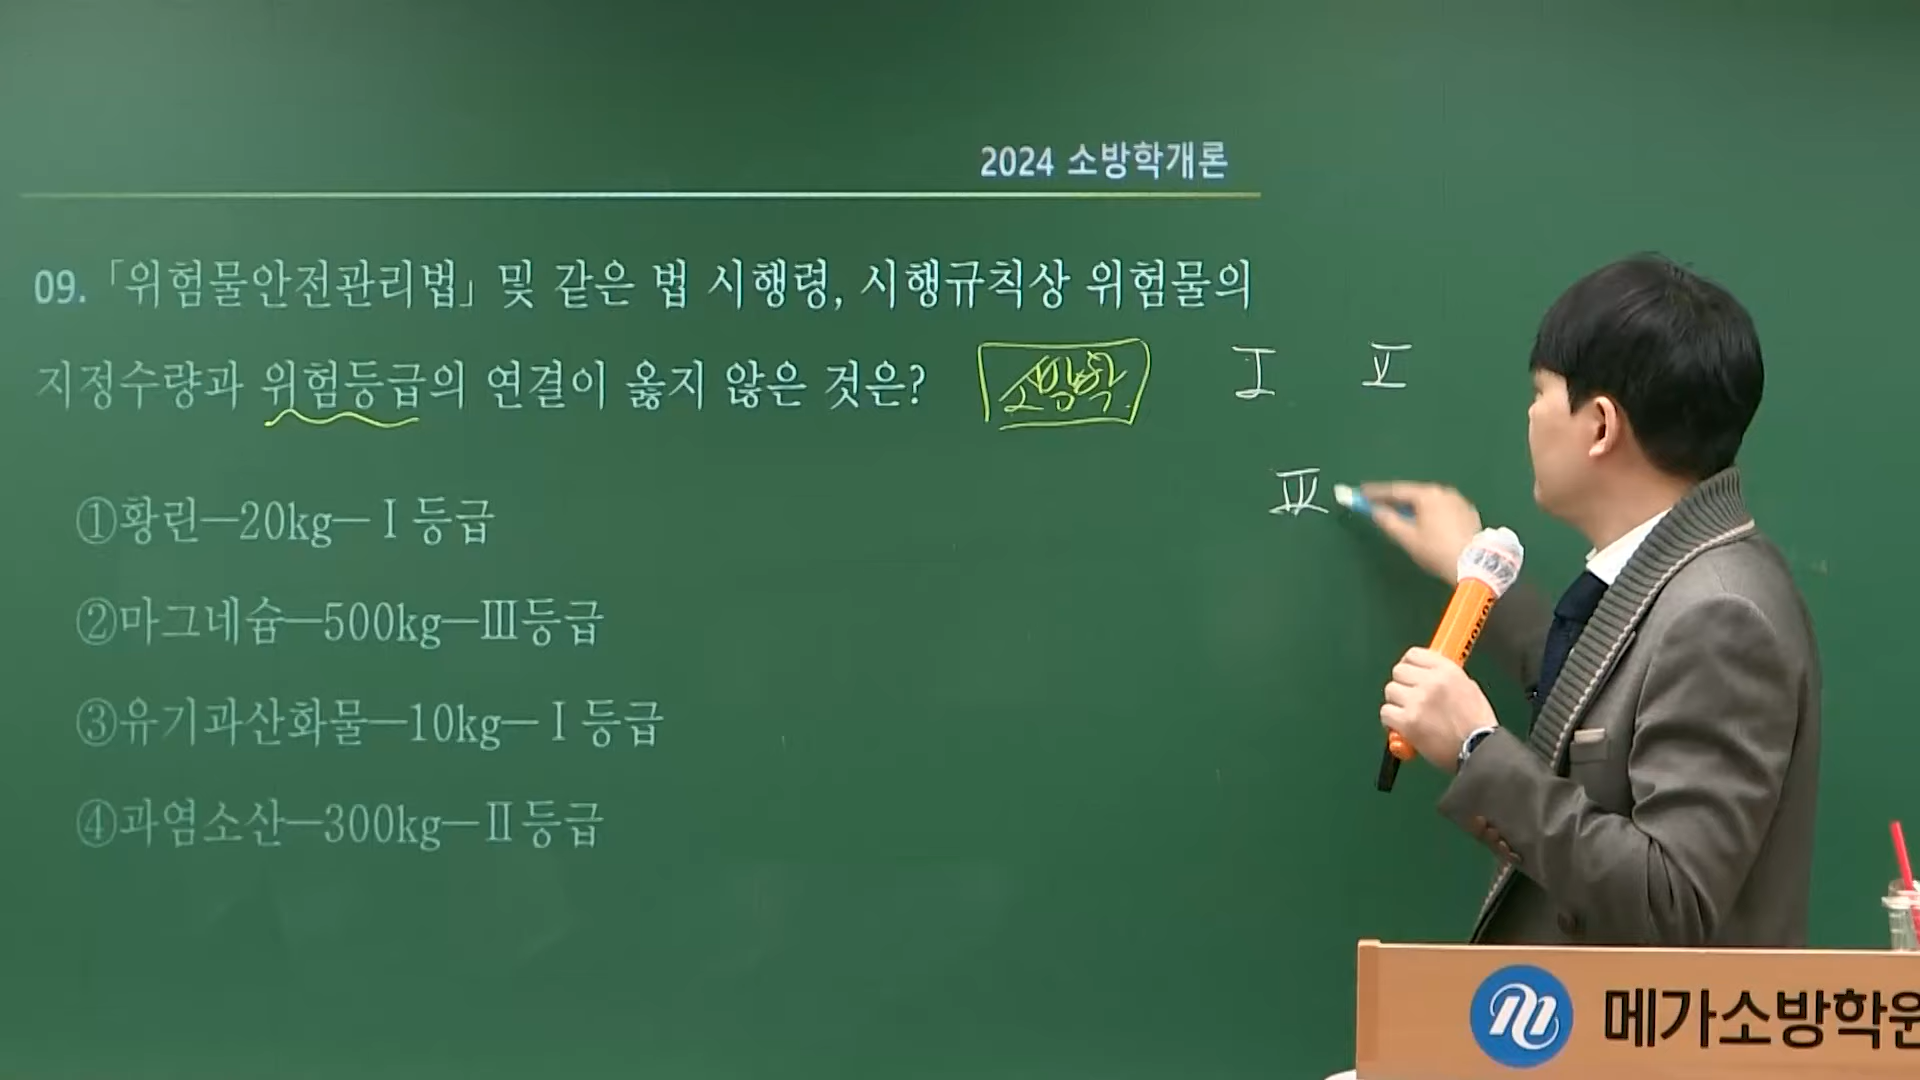 2024 소방학개론
09. 「위험물안전관리법」 및 같은 법 시행령, 시행규칙상 위험물의
지정수량과 위험등급의 연결이 옳지 않은 것은? 소방학 Ⅰ Ⅱ
Ⅲ
①황린—20kg—Ⅰ등급
②마그네슘—500kg—Ⅲ등급
③유기과산화물—10kg—Ⅰ등급
④과염소산—300kg—Ⅱ등급
메가소방학원